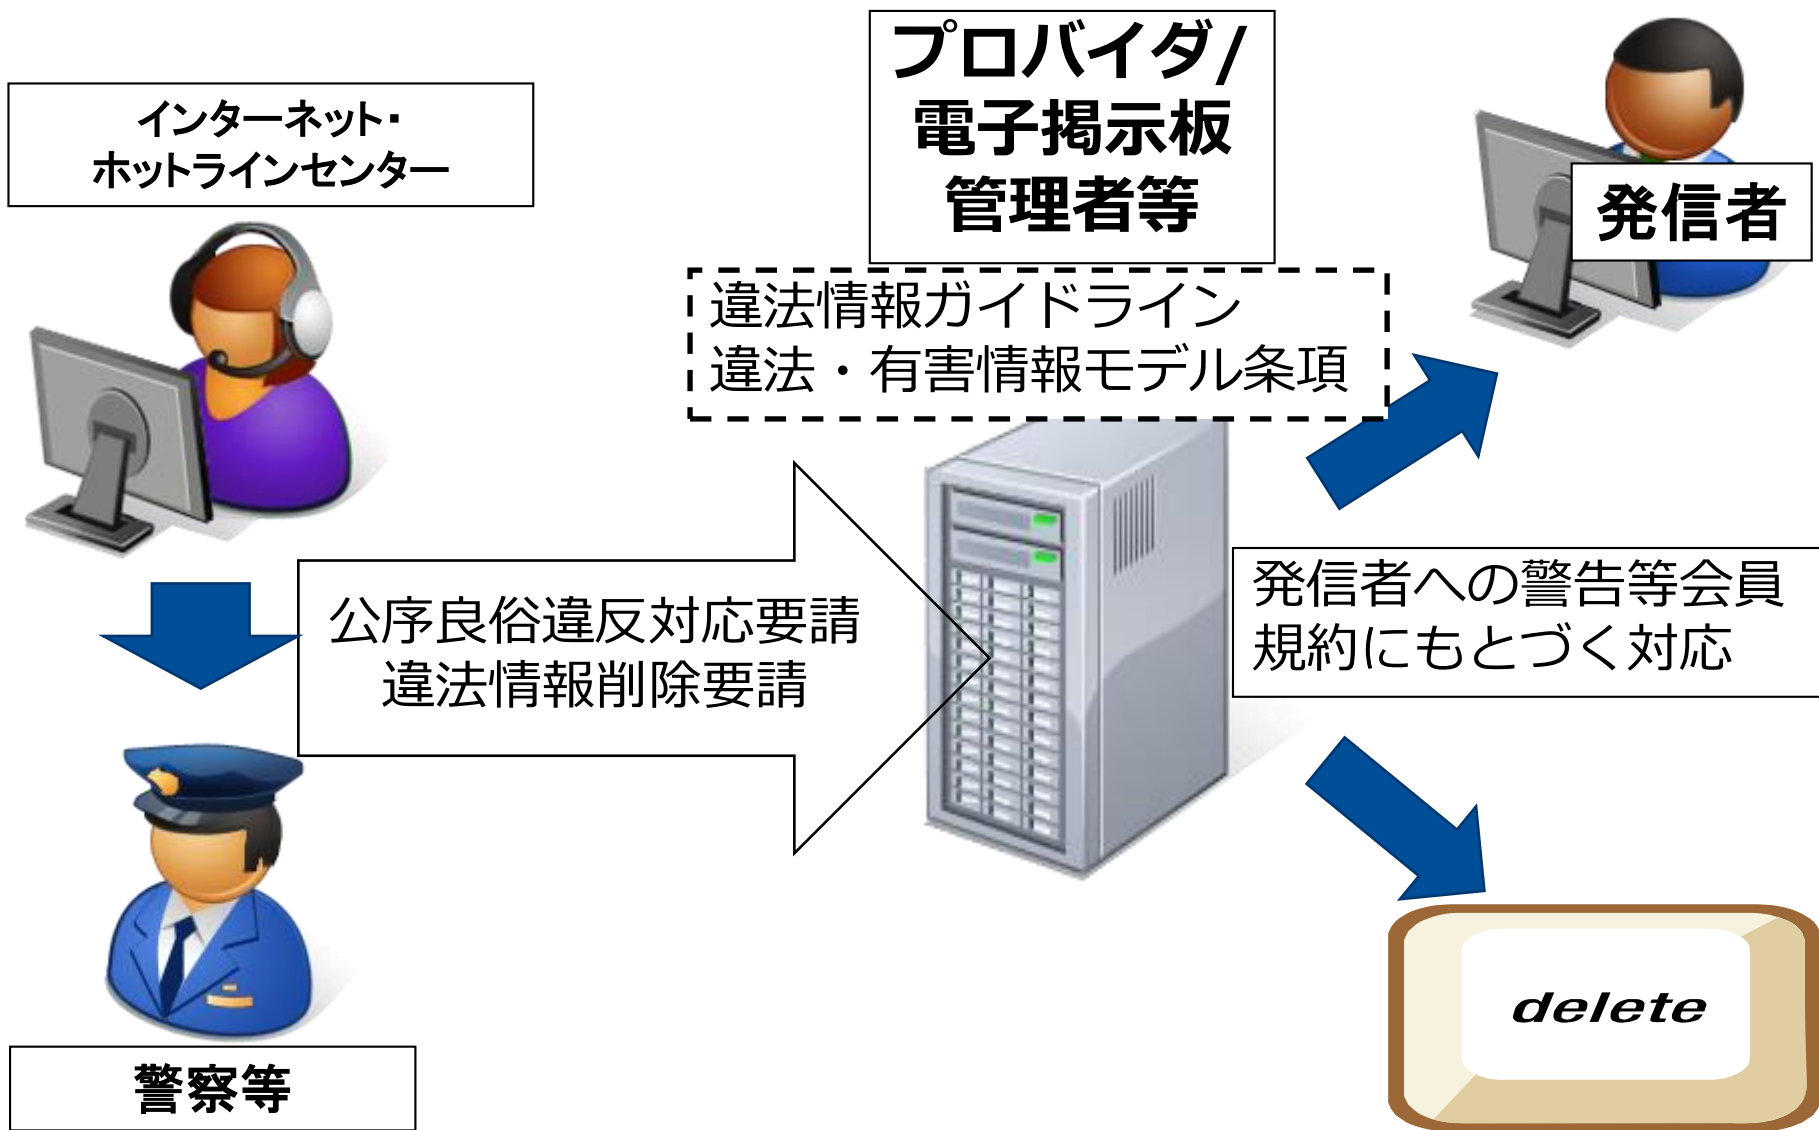 インターネット・
ホットラインセンター
プロバイダ/
電子掲示板
管理者等
発信者
違法情報ガイドライン
違法・有害情報モデル条項
公序良俗違反対応要請
違法情報削除要請
発信者への警告等会員
規約にもとづく対応
警察等
delete